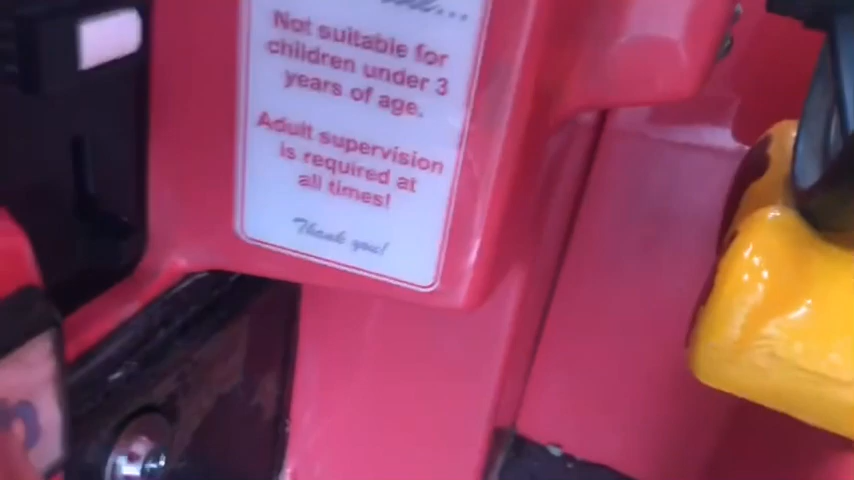 Not suitable for
children under 3
years of age.
Adult supervision
is required at
all times!
Thank you!